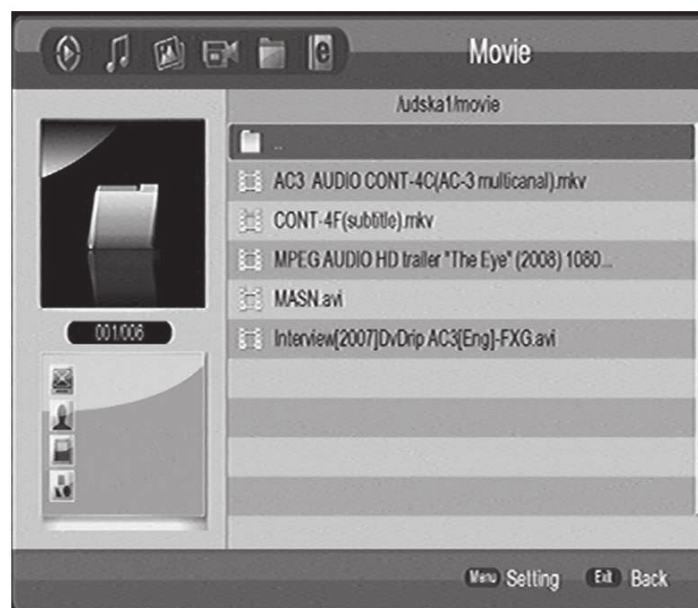 e
Movie
/udska1/movie
..
AC3 AUDIO CONT-4C(AC-3 multicanal).mkv
CONT-4F(subtitle).mkv
MPEG AUDIO HD trailer "The Eye" (2008) 1080...
MASN.avi
001/006
Interview[2007]DvDrip AC3[Eng]-FXG.avi
Menu Setting Exit Back